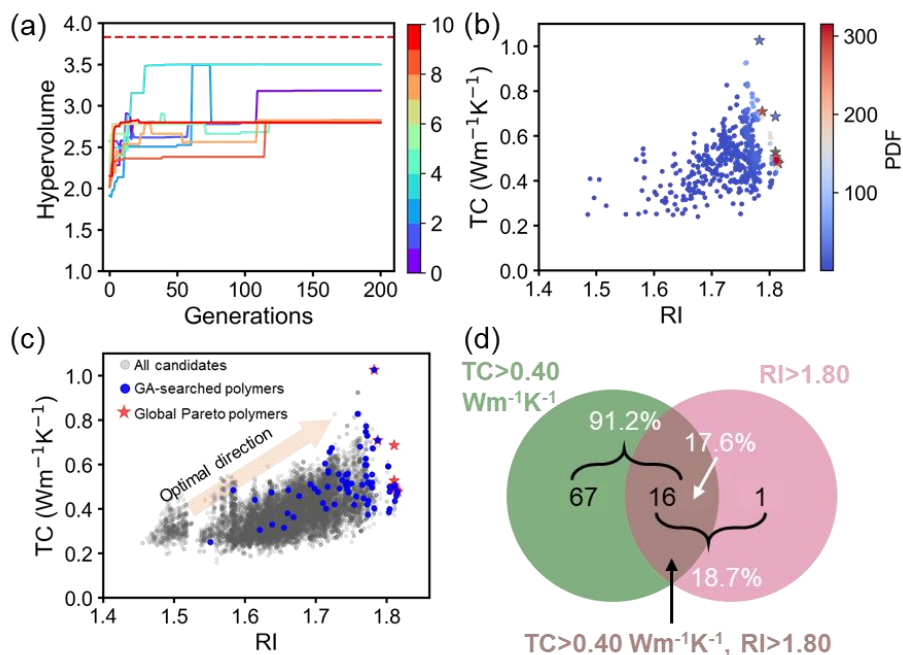 (a)
4.0
3.5
3.0
2.5
2.0
1.5
1.0
Hypervolume
0
50
100
150
200
Generations
10
8
6
4
2
0
(b)
1.0
0.8
0.6
0.4
0.2
0.0
TC (Wm⁻¹K⁻¹)
1.4
1.5
1.6
1.7
1.8
RI
300
200
100
PDF
(c)
1.0
0.8
0.6
0.4
0.2
0.0
TC (Wm⁻¹K⁻¹)
All candidates
GA-searched polymers
Global Pareto polymers
Optimal direction
1.4
1.5
1.6
1.7
1.8
RI
(d)
TC>0.40
Wm⁻¹K⁻¹
RI>1.80
91.2%
17.6%
67
16
1
18.7%
TC>0.40 Wm⁻¹K⁻¹, RI>1.80